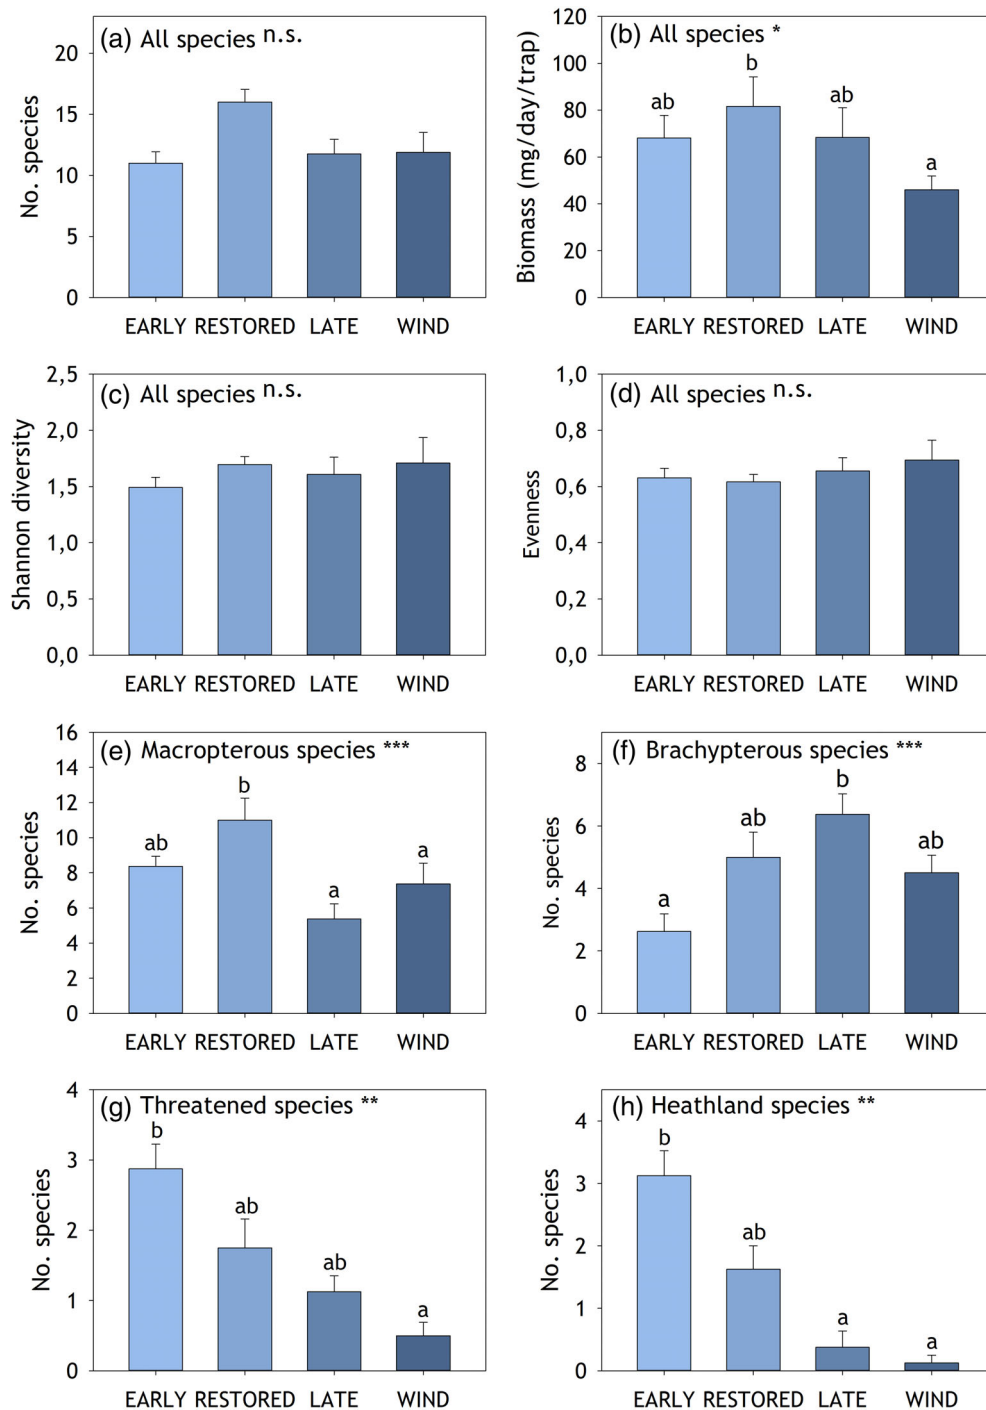 (a) All species n.s.
No. species
20
15
10
5
0
EARLY RESTORED LATE WIND
(b) All species *
Biomass (mg/day/trap)
120
100
80
60
40
20
0
ab
b
ab
a
EARLY RESTORED LATE WIND
(c) All species n.s.
Shannon diversity
2,5
2,0
1,5
1,0
0,5
0,0
EARLY RESTORED LATE WIND
(d) All species n.s.
Evenness
1,0
0,8
0,6
0,4
0,2
0,0
EARLY RESTORED LATE WIND
(e) Macropterous species ***
No. species
16
14
12
10
8
6
4
2
0
ab
b
a
a
EARLY RESTORED LATE WIND
(f) Brachypterous species ***
No. species
8
6
4
2
0
a
ab
b
ab
EARLY RESTORED LATE WIND
(g) Threatened species **
No. species
4
3
2
1
0
b
ab
ab
a
EARLY RESTORED LATE WIND
(h) Heathland species **
No. species
4
3
2
1
0
b
ab
a
a
EARLY RESTORED LATE WIND